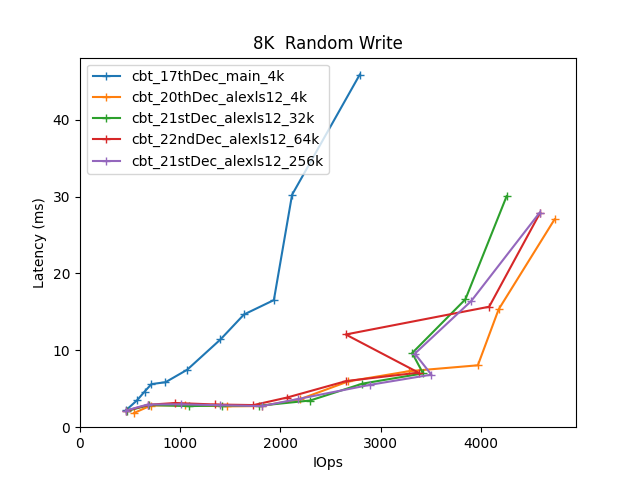 8K  Random Write
cbt_17thDec_main_4k
cbt_20thDec_alexls12_4k
cbt_21stDec_alexls12_32k
cbt_22ndDec_alexls12_64k
cbt_21stDec_alexls12_256k
Latency (ms)
40
30
20
10
0
0 1000 2000 3000 4000
IOps